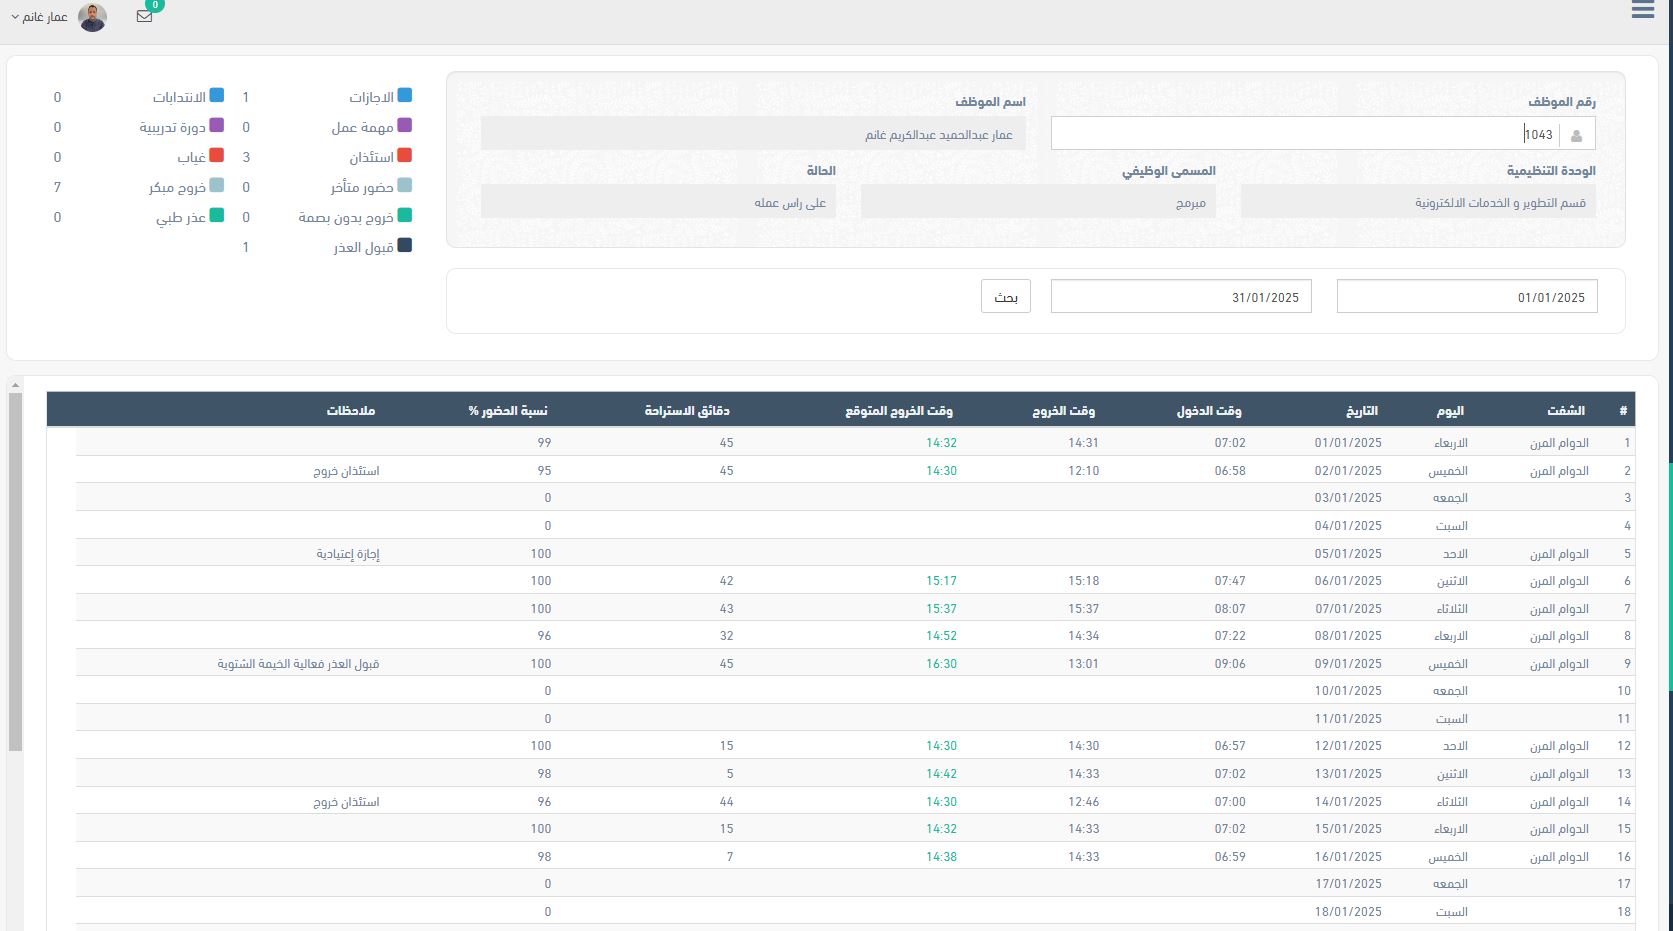 عمار غانم
0
رقم الموظف
اسم الموظف
1043
عمار عبدالحميد عبدالكريم غانم
الوحدة التنظيمية
المسمى الوظيفي
الحالة
قسم التطوير و الخدمات الالكترونية
مبرمج
على راس عمله
01/01/2025
31/01/2025
بحث
الاجازات 1 الانتدابات 0
مهمة عمل 0 دورة تدريبية 0
استئذان 3 غياب 0
حضور متأخر 0 خروج مبكر 7
خروج بدون بصمة 0 عذر طبي 0
قبول العذر 1
# الشفت اليوم التاريخ وقت الدخول وقت الخروج وقت الخروج المتوقع دقائق الاستراحة نسبة الحضور % ملاحظات
1 الدوام المرن الاربعاء 01/01/2025 07:02 14:31 14:32 45 99
2 الدوام المرن الخميس 02/01/2025 06:58 12:10 14:30 45 95 استئذان خروج
3 الجمعه 03/01/2025 0
4 السبت 04/01/2025 0
5 الدوام المرن الاحد 05/01/2025 100 إجازة إعتيادية
6 الدوام المرن الاثنين 06/01/2025 07:47 15:18 15:17 42 100
7 الدوام المرن الثلاثاء 07/01/2025 08:07 15:37 15:37 43 100
8 الدوام المرن الاربعاء 08/01/2025 07:22 14:34 14:52 32 96
9 الدوام المرن الخميس 09/01/2025 09:06 13:01 16:30 45 100 قبول العذر فعالية الخيمة الشتوية
10 الجمعه 10/01/2025 0
11 السبت 11/01/2025 0
12 الدوام المرن الاحد 12/01/2025 06:57 14:30 14:30 15 100
13 الدوام المرن الاثنين 13/01/2025 07:02 14:33 14:42 5 98
14 الدوام المرن الثلاثاء 14/01/2025 07:00 12:46 14:30 44 96 استئذان خروج
15 الدوام المرن الاربعاء 15/01/2025 07:02 14:33 14:32 15 100
16 الدوام المرن الخميس 16/01/2025 06:59 14:33 14:38 7 98
17 الجمعه 17/01/2025 0
18 السبت 18/01/2025 0